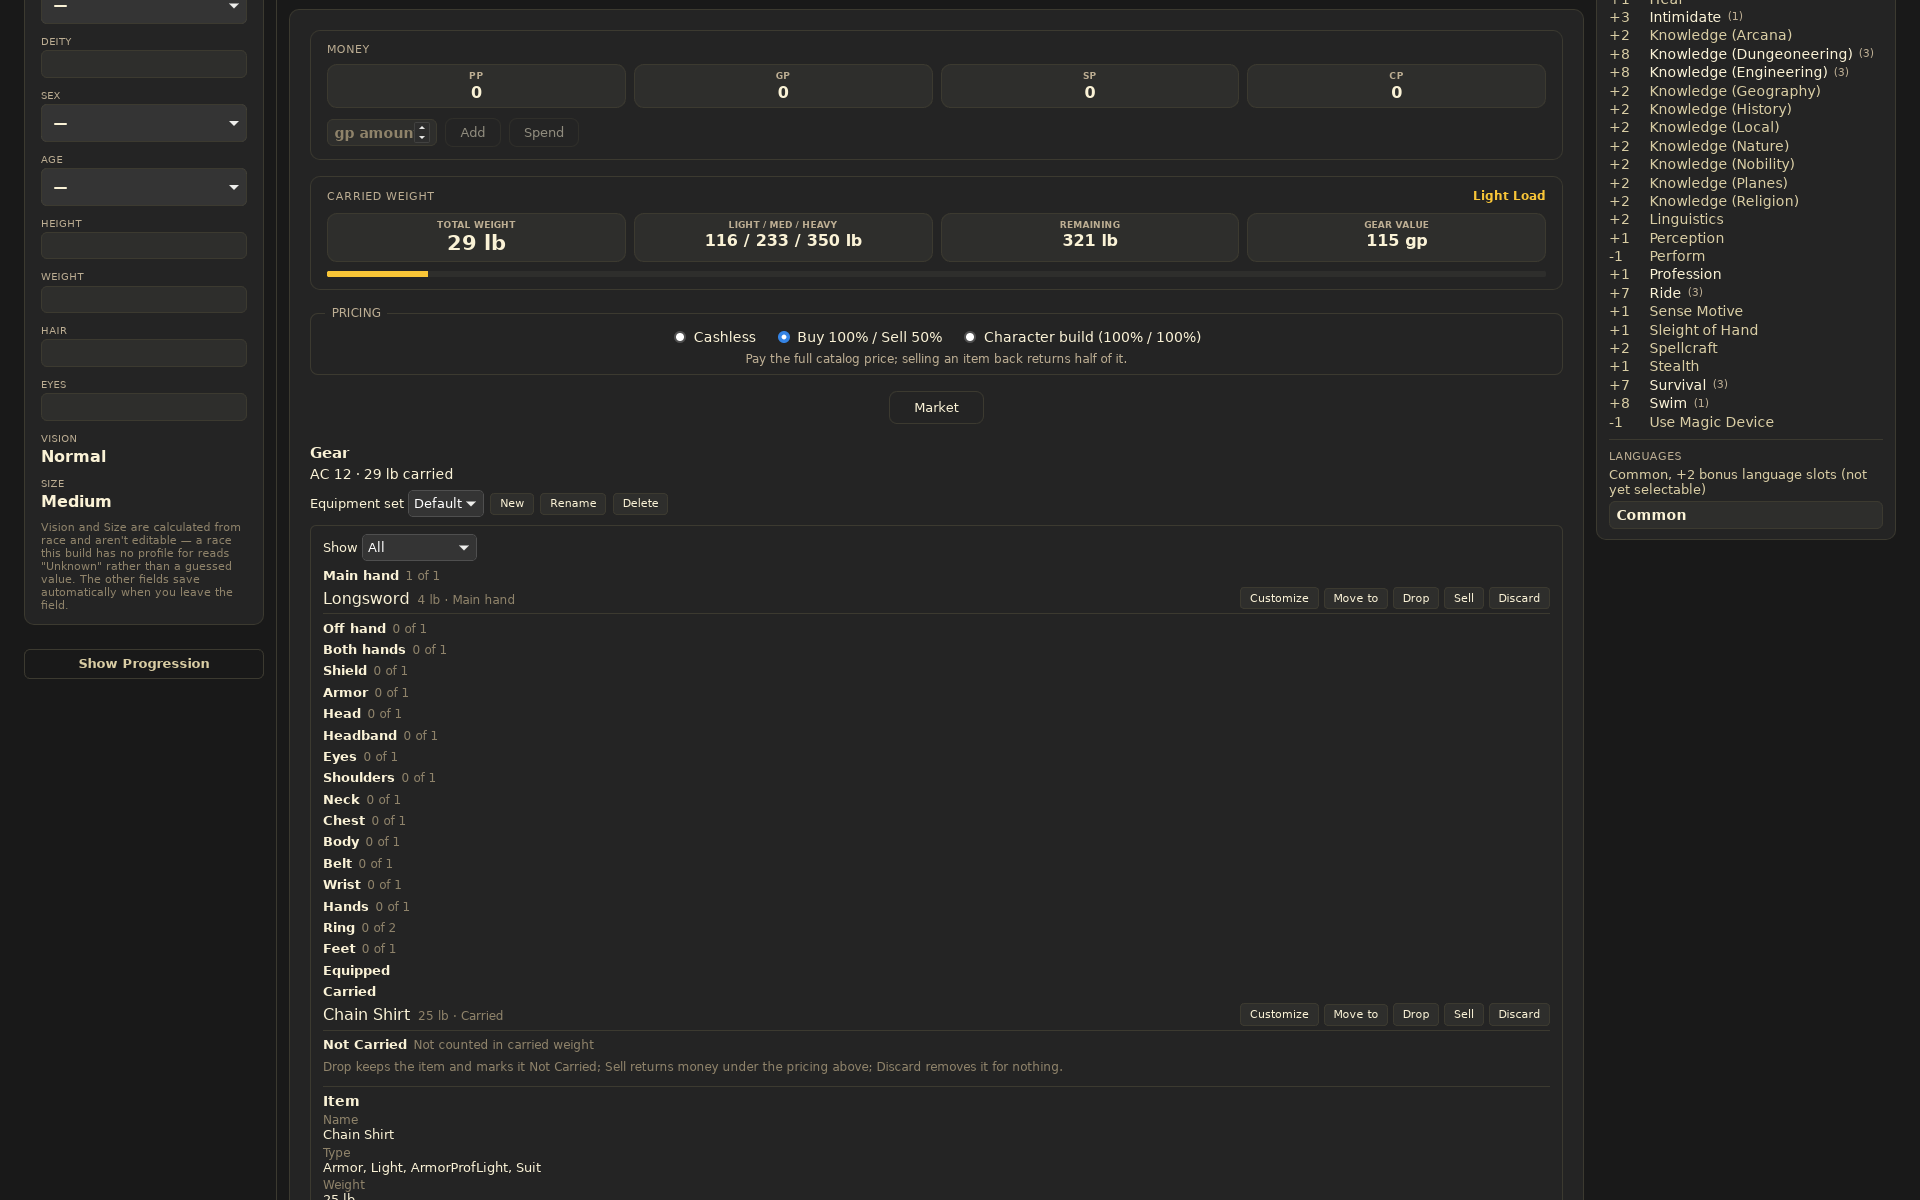 —
DEITY
SEX
—
AGE
—
HEIGHT
WEIGHT
HAIR
EYES
VISION
Normal
SIZE
Medium
Vision and Size are calculated from
race and aren't editable — a race
this build has no profile for reads
"Unknown" rather than a guessed
value. The other fields save
automatically when you leave the
field.
Show Progression
MONEY
PP
0
GP
0
SP
0
CP
0
gp amoun
Add
Spend
CARRIED WEIGHT
Light Load
TOTAL WEIGHT
29 lb
LIGHT / MED / HEAVY
116 / 233 / 350 lb
REMAINING
321 lb
GEAR VALUE
115 gp
PRICING
Cashless
Buy 100% / Sell 50%
Character build (100% / 100%)
Pay the full catalog price; selling an item back returns half of it.
Market
Gear
AC 12 · 29 lb carried
Equipment set Default New Rename Delete
Show All
Main hand 1 of 1
Longsword 4 lb · Main hand Customize Move to Drop Sell Discard
Off hand 0 of 1
Both hands 0 of 1
Shield 0 of 1
Armor 0 of 1
Head 0 of 1
Headband 0 of 1
Eyes 0 of 1
Shoulders 0 of 1
Neck 0 of 1
Chest 0 of 1
Body 0 of 1
Belt 0 of 1
Wrist 0 of 1
Hands 0 of 1
Ring 0 of 2
Feet 0 of 1
Equipped
Carried
Chain Shirt 25 lb · Carried Customize Move to Drop Sell Discard
Not Carried Not counted in carried weight
Drop keeps the item and marks it Not Carried; Sell returns money under the pricing above; Discard removes it for nothing.
Item
Name
Chain Shirt
Type
Armor, Light, ArmorProfLight, Suit
Weight
25 lb
+1 Heal
+3 Intimidate (1)
+2 Knowledge (Arcana)
+8 Knowledge (Dungeoneering) (3)
+8 Knowledge (Engineering) (3)
+2 Knowledge (Geography)
+2 Knowledge (History)
+2 Knowledge (Local)
+2 Knowledge (Nature)
+2 Knowledge (Nobility)
+2 Knowledge (Planes)
+2 Knowledge (Religion)
+2 Linguistics
+1 Perception
-1 Perform
+1 Profession
+7 Ride (3)
+1 Sense Motive
+1 Sleight of Hand
+2 Spellcraft
+1 Stealth
+7 Survival (3)
+8 Swim (1)
-1 Use Magic Device
LANGUAGES
Common, +2 bonus language slots (not
yet selectable)
Common